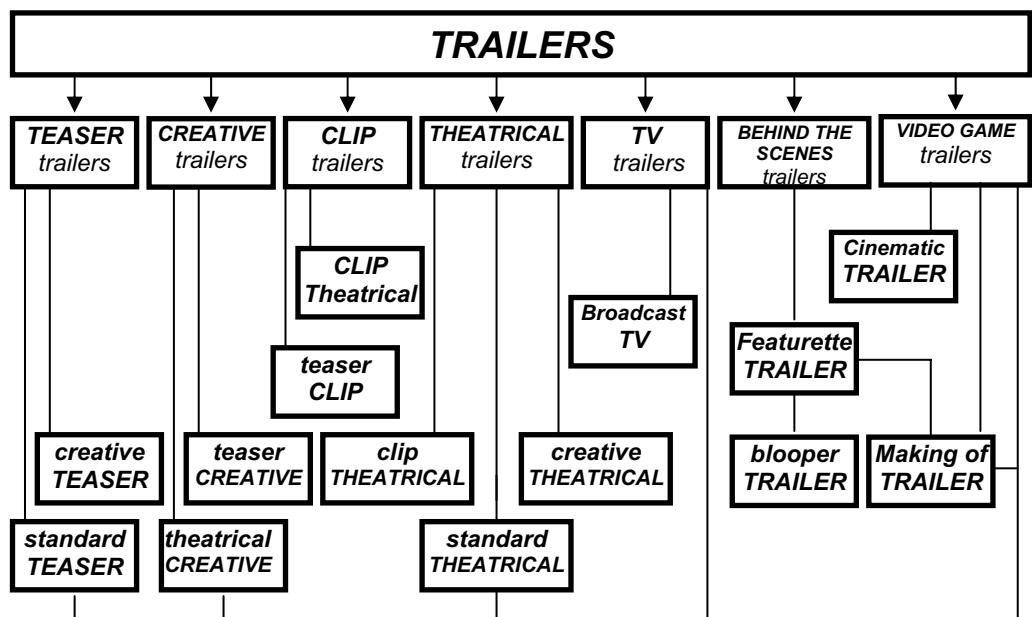 TRAILERS
TEASER
trailers
CREATIVE
trailers
CLIP
trailers
THEATRICAL
trailers
TV
trailers
BEHIND THE
SCENES
trailers
VIDEO GAME
trailers
Cinematic
TRAILER
CLIP
Theatrical
Broadcast
TV
Featurette
TRAILER
teaser
CLIP
creative
TEASER
teaser
CREATIVE
clip
THEATRICAL
creative
THEATRICAL
blooper
TRAILER
Making of
TRAILER
standard
TEASER
theatrical
CREATIVE
standard
THEATRICAL